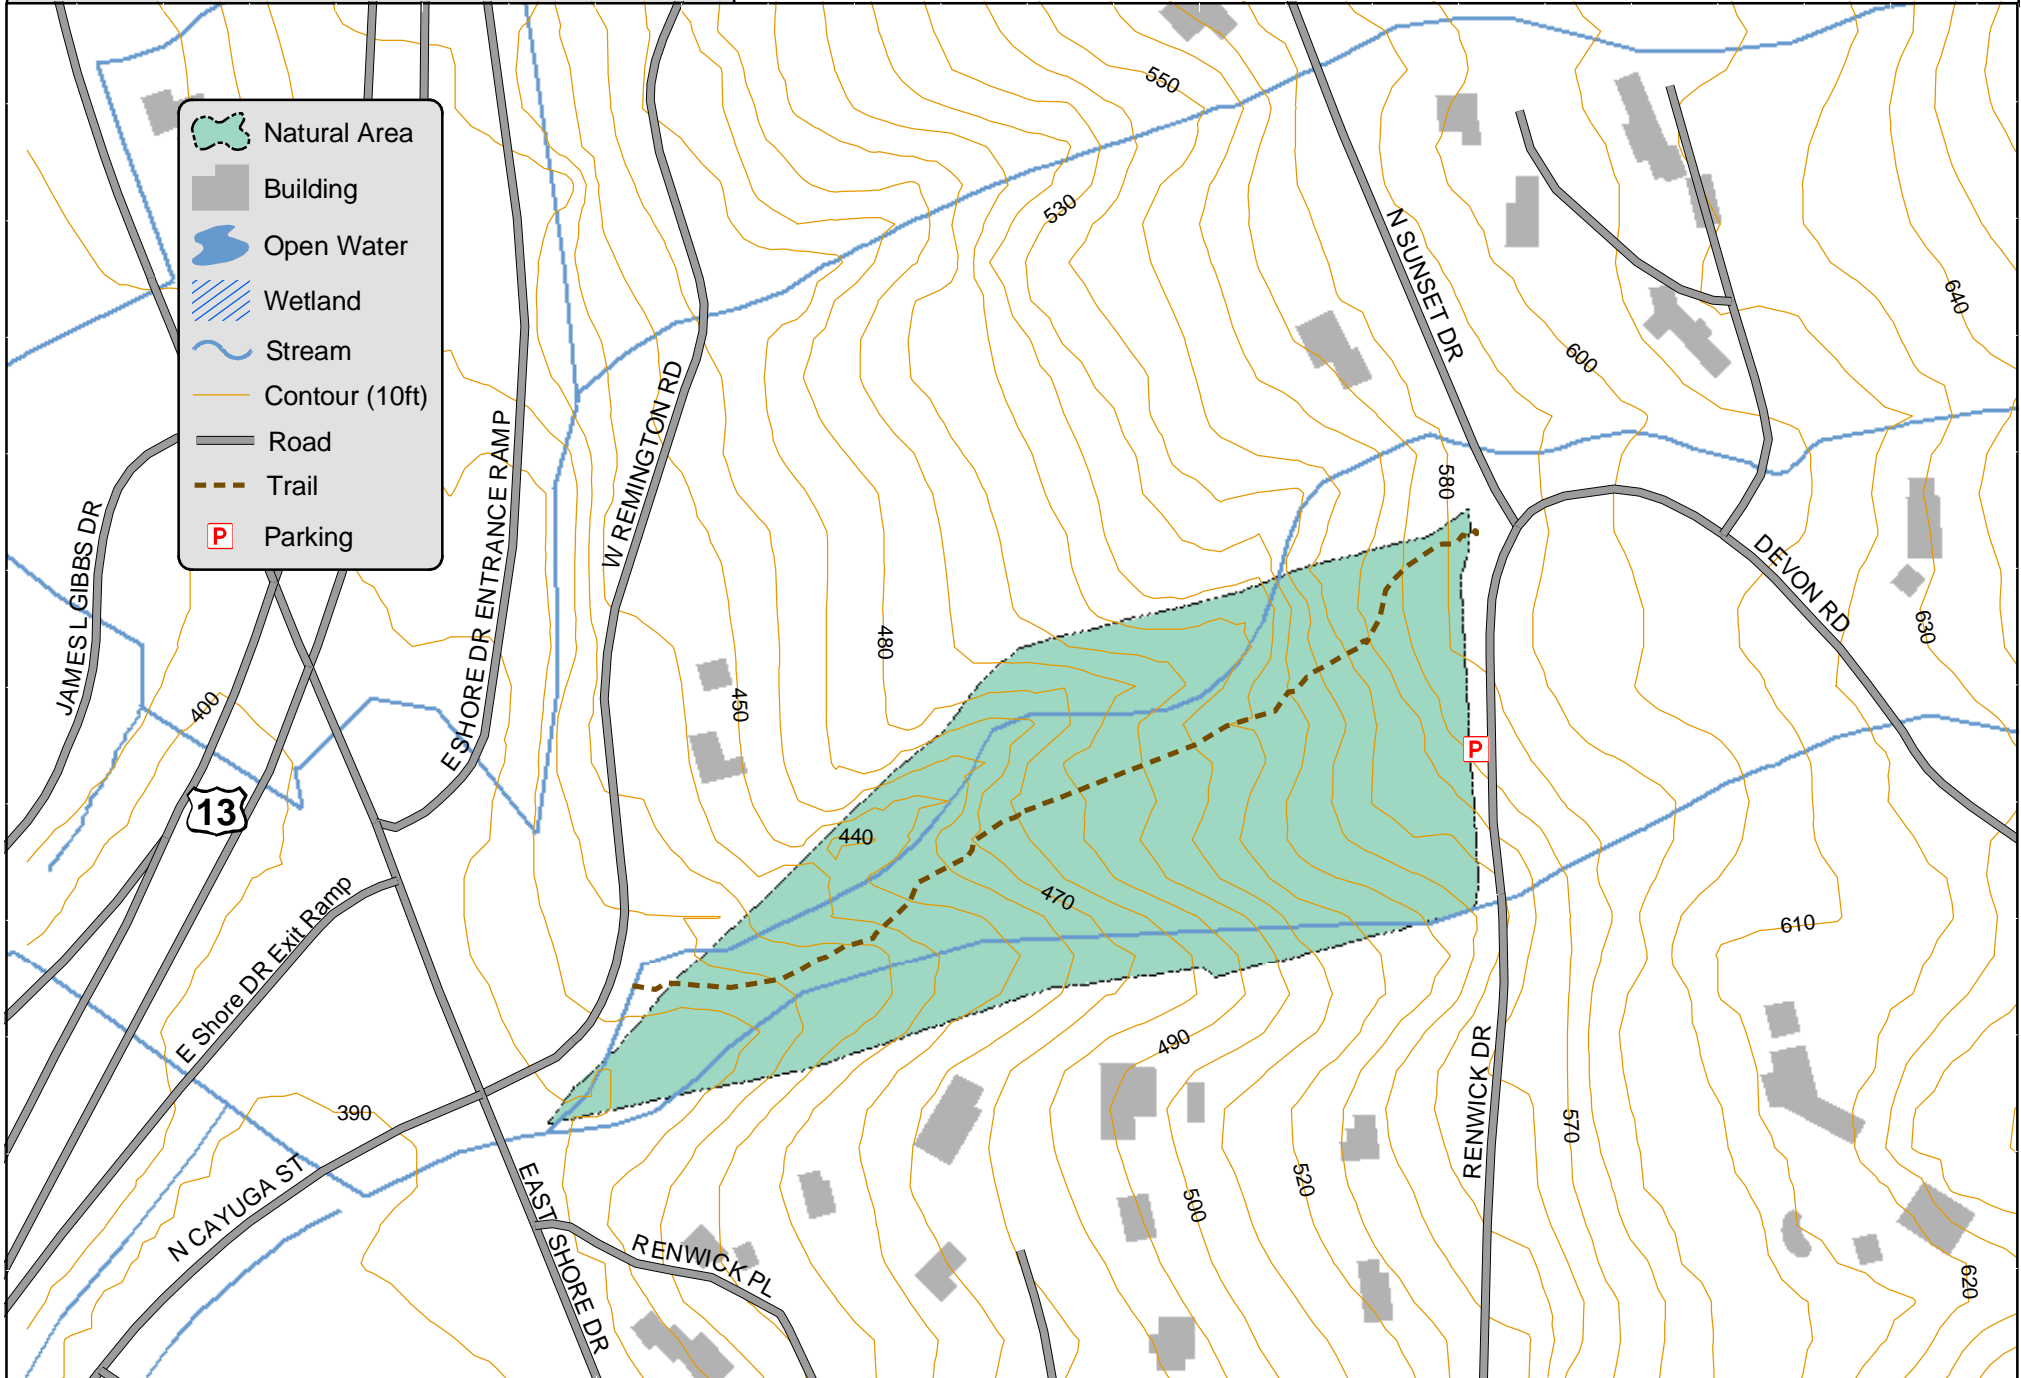 Natural Area
Building
Open Water
Wetland
Stream
Contour (10ft)
Road
Trail
P
Parking
550
530
N SUNSET DR
640
600
W REMINGTON RD
E SHORE DR ENTRANCE RAMP
580
JAMES L GIBBS DR
DEVON RD
630
480
450
400
P
13
440
470
E Shore DR Exit Ramp
610
490
390
RENWICK DR
570
N CAYUGA ST
EAST SHORE DR
520
500
RENWICK PL
620